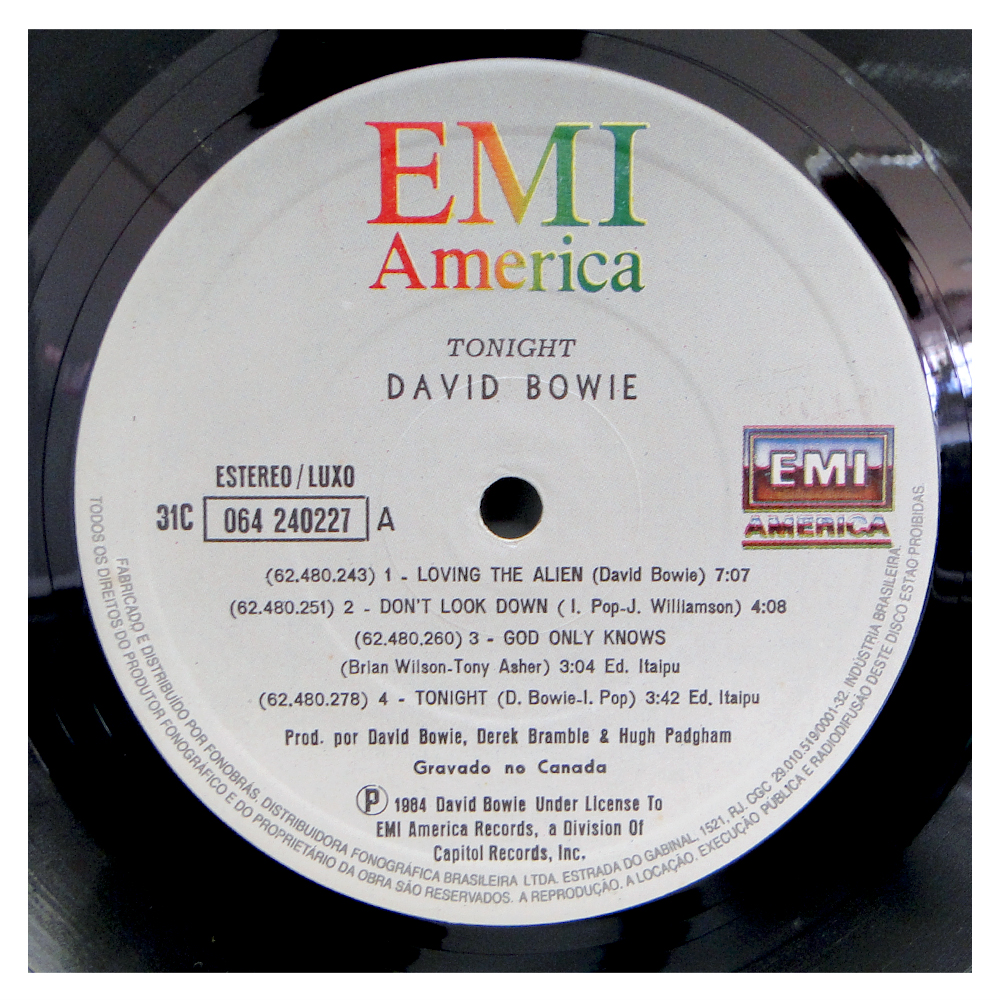 EMI
America
TONIGHT
DAVID BOWIE
ESTEREO/LUXO
31C 064 240227 A
EMI
AMERICA
(62.480.243) 1 - LOVING THE ALIEN (David Bowie) 7:07
(62.480.251) 2 - DON'T LOOK DOWN ( I. Pop-J. Williamson) 4:08
(62.480.260) 3 - GOD ONLY KNOWS
(Brian Wilson-Tony Asher) 3:04 Ed. Itaipu
(62.480.278) 4 - TONIGHT (D. Bowie-I. Pop) 3:42 Ed. Itaipu
Prod. por David Bowie, Derek Bramble & Hugh Padgham
Gravado no Canada
℗ 1984 David Bowie Under License To
EMI America Records, a Division Of
Capitol Records, Inc.
FABRICADO E DISTRIBUÍDO POR FONOBRÁS, DISTRIBUIDORA FONOGRÁFICA BRASILEIRA LTDA. ESTRADA DO GABINAL, 1521, RJ. CGC 29.010.519/0001-32. INDÚSTRIA BRASILEIRA.
TODOS OS DIREITOS DO PRODUTOR FONOGRÁFICO E DO PROPRIETÁRIO DA OBRA SÃO RESERVADOS. A REPRODUÇÃO. A LOCAÇÃO. EXECUÇÃO PÚBLICA E RADIODIFUSÃO DESTE DISCO ESTÃO PROIBIDAS.